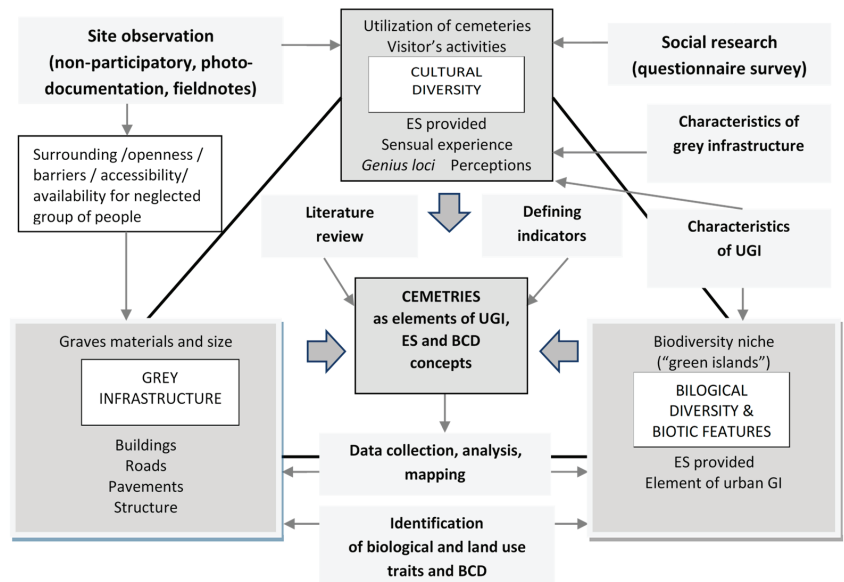 Site observation
(non-participatory, photo-
documentation, fieldnotes)
Utilization of cemeteries
Visitor's activities
CULTURAL
DIVERSITY
ES provided
Sensual experience
Genius loci Perceptions
Social research
(questionnaire survey)
Characteristics of
grey infrastructure
Surrounding /openness /
barriers / accessibility/
availability for neglected
group of people
Literature
review
Defining
indicators
Characteristics
of UGI
CEMETRIES
as elements of UGI,
ES and BCD
concepts
Graves materials and size
GREY
INFRASTRUCTURE
Buildings
Roads
Pavements
Structure
Biodiversity niche
("green islands")
BILOGICAL
DIVERSITY &
BIOTIC FEATURES
ES provided
Element of urban GI
Data collection, analysis,
mapping
Identification
of biological and land use
traits and BCD